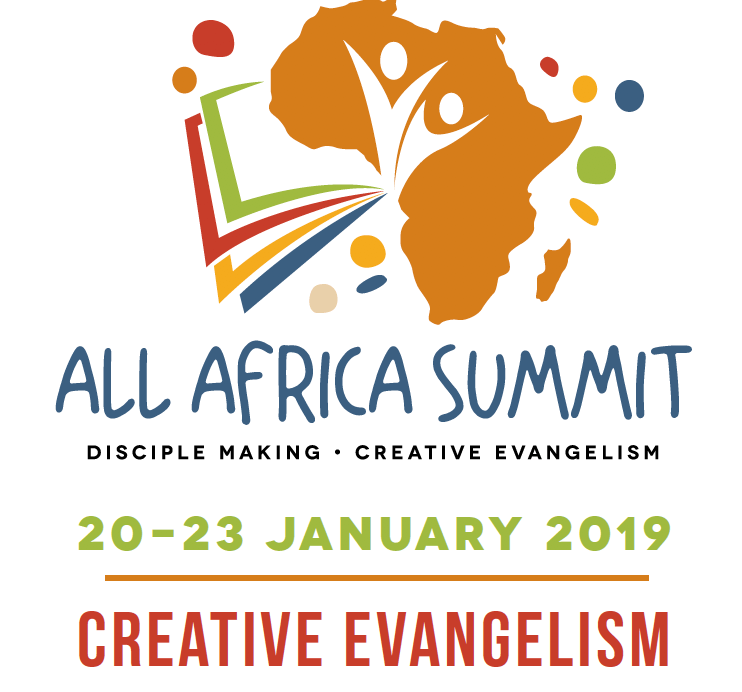 ALL AFRICA SUMMIT
DISCIPLE MAKING • CREATIVE EVANGELISM
20-23 JANUARY 2019
CREATIVE EVANGELISM